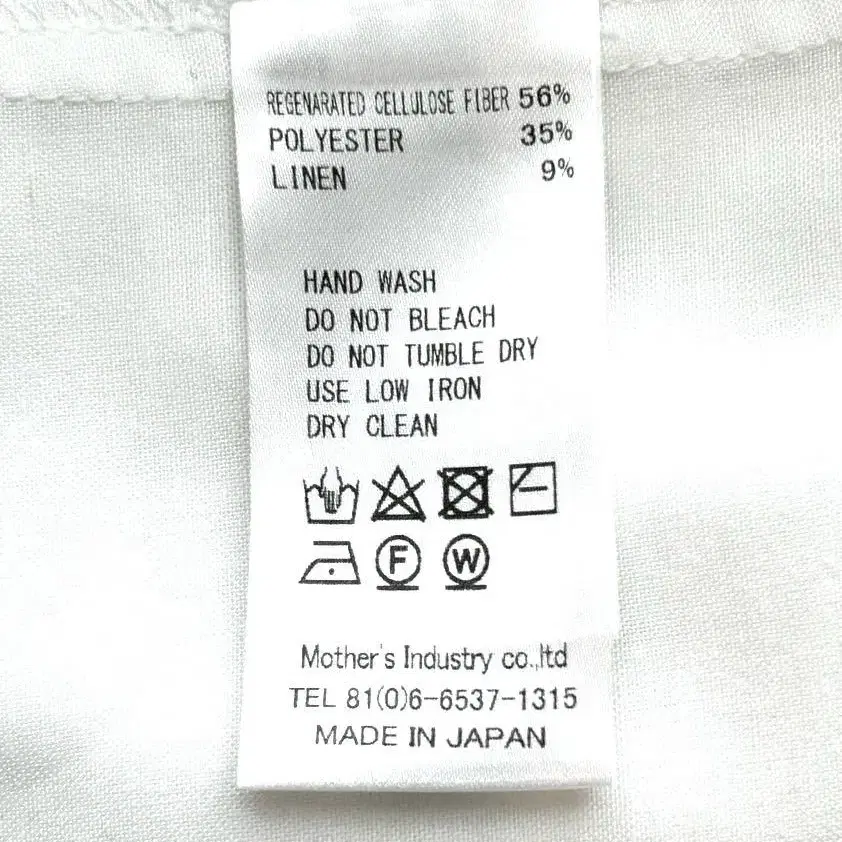 REGENARATED CELLULOSE FIBER 56%
POLYESTER 35%
LINEN 9%
HAND WASH
DO NOT BLEACH
DO NOT TUMBLE DRY
USE LOW IRON
DRY CLEAN
F W
Mother's Industry co.,ltd
TEL 81(0)6-6537-1315
MADE IN JAPAN